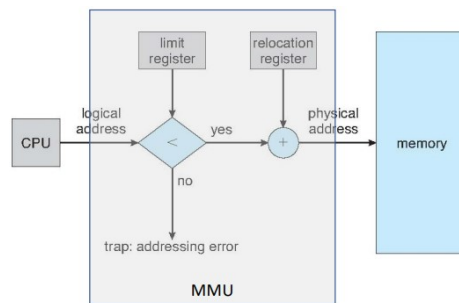 limit
register
relocation
register
logical
address
physical
address
CPU
<
yes
+
memory
no
trap: addressing error
MMU